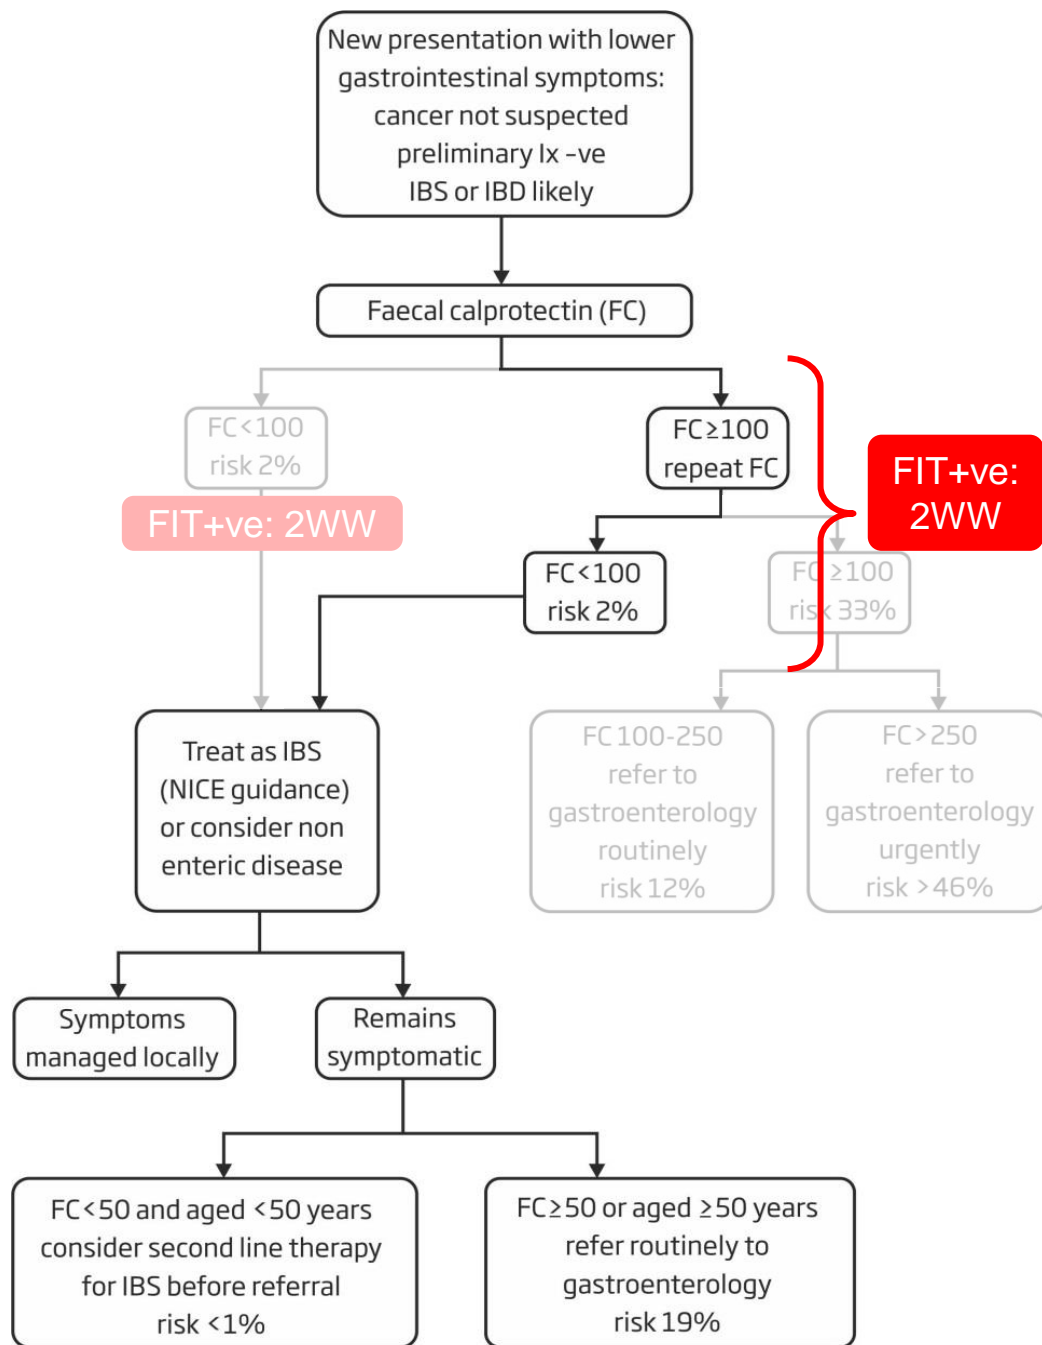 New presentation with lower
gastrointestinal symptoms:
cancer not suspected
preliminary Ix –ve
IBS or IBD likely
Faecal calprotectin (FC)
FC<100
risk 2%
FC≥100
repeat FC
FIT+ve: 2WW
FIT+ve:
2WW
FC<100
risk 2%
FC ≥100
risk 33%
Treat as IBS
(NICE guidance)
or consider non
enteric disease
FC 100-250
refer to
gastroenterology
routinely
risk 12%
FC>250
refer to
gastroenterology
urgently
risk >46%
Symptoms
managed locally
Remains
symptomatic
FC<50 and aged <50 years
consider second line therapy
for IBS before referral
risk <1%
FC≥50 or aged ≥50 years
refer routinely to
gastroenterology
risk 19%